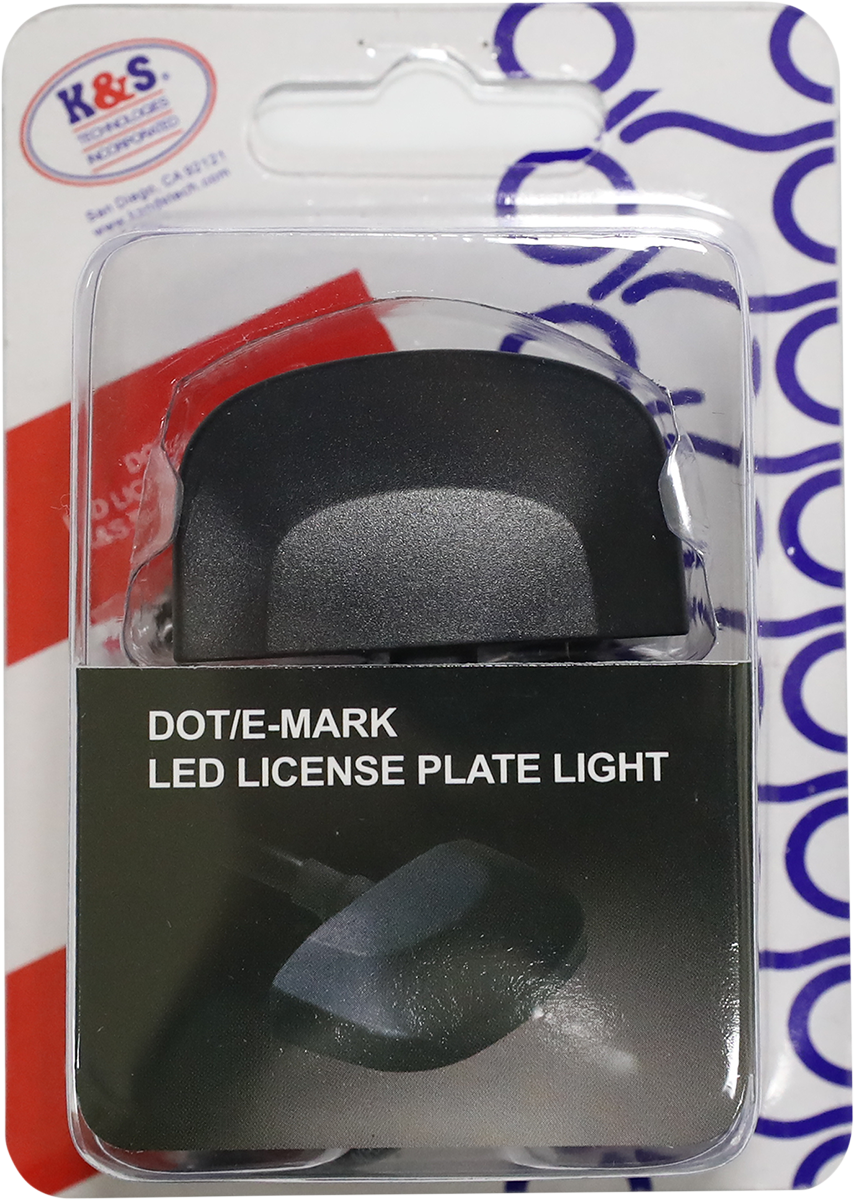 K&S®
TECHNOLOGIES
INCORPORATED
San Diego, CA 92121
DOT/E-MARK
LED LICENSE PLATE LIGHT